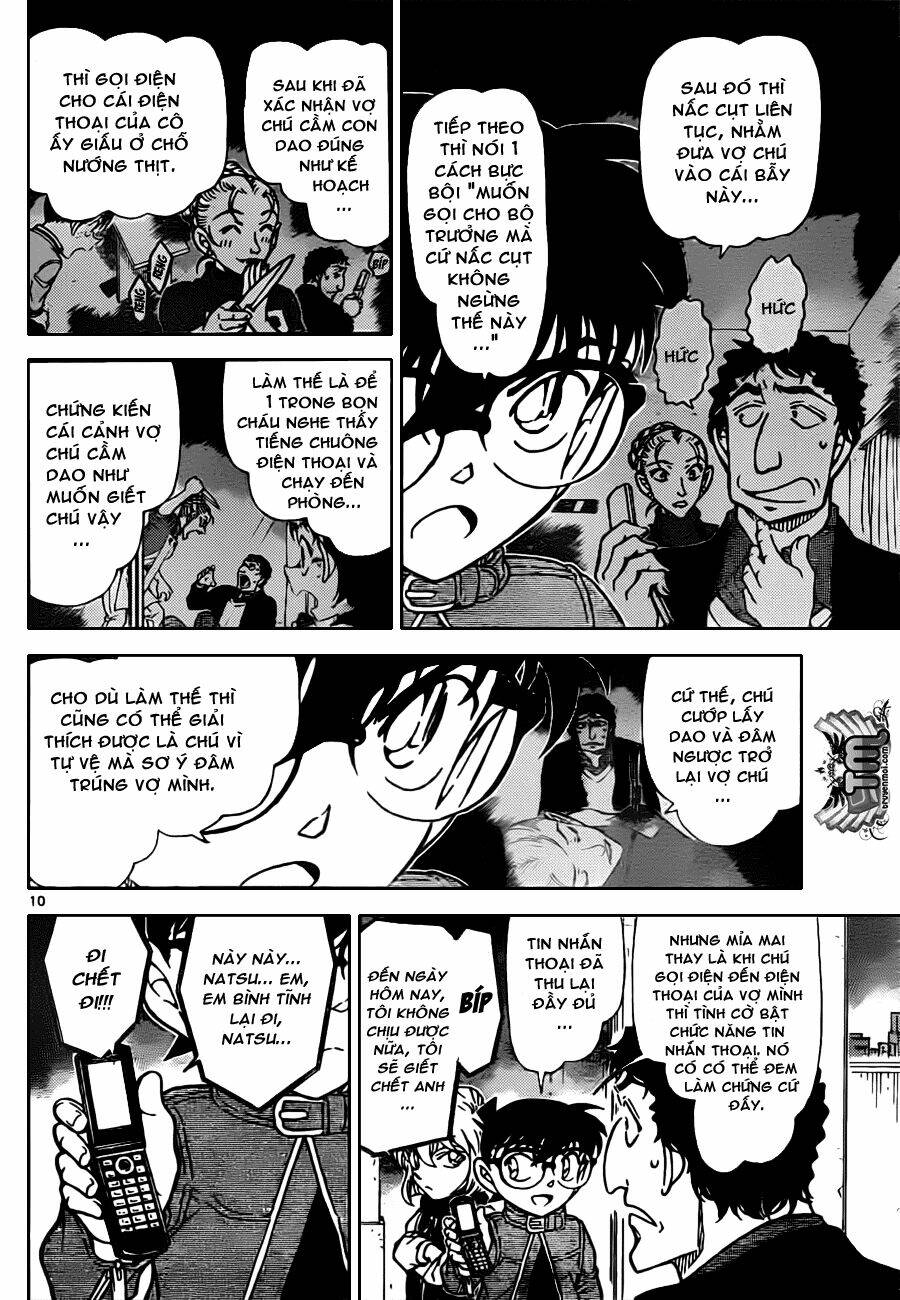 SAU ĐÓ THÌ
NẤC CỤT LIÊN
TỤC, NHẰM
ĐƯA VỢ CHÚ
VÀO CÁI BẪY
NÀY...
TIẾP THEO
THÌ NÓI 1
CÁCH BỰC
BỘI "MUỐN
GỌI CHO BỘ
TRƯỞNG MÀ
CỨ NẤC CỤT
KHÔNG
NGỪNG
THẾ NÀY
..."
HỨC
HỨC
SAU KHI ĐÃ
XÁC NHẬN VỢ
CHÚ CẦM CON
DAO ĐÚNG
NHƯ KẾ
HOẠCH
...
THÌ GỌI ĐIỆN
CHO CÁI ĐIỆN
THOẠI CỦA CÔ
ẤY GIẤU Ở CHỖ
NƯỚNG THỊT.
BÍP
RENG
RENG
LÀM THẾ LÀ ĐỂ
1 TRONG BỌN
CHÁU NGHE THẤY
TIẾNG CHUÔNG
ĐIỆN THOẠI VÀ
CHẠY ĐẾN
PHÒNG...
CHỨNG KIẾN
CÁI CẢNH VỢ
CHÚ CẦM
DAO NHƯ
MUỐN GIẾT
CHÚ VẬY
...
CỨ THẾ, CHÚ
CƯỚP LẤY
DAO VÀ ĐÂM
NGƯỢC TRỞ
LẠI VỢ CHÚ
...
CHO DÙ LÀM THẾ THÌ
CŨNG CÓ THỂ GIẢI
THÍCH ĐƯỢC LÀ CHÚ VÌ
TỰ VỆ MÀ SƠ Ý ĐÂM
TRÚNG VỢ MÌNH.
TM
truyenmoi.com
10
NHƯNG MỈA MAI
THAY LÀ KHI CHÚ
GỌI ĐIỆN ĐẾN ĐIỆN
THOẠI CỦA VỢ MÌNH
THÌ TÌNH CỜ BẬT
CHỨC NĂNG TIN
NHẮN THOẠI. NÓ
CÓ CÓ THỂ ĐEM
LÀM CHỨNG CỨ
ĐẤY.
TIN NHẮN
THOẠI ĐÃ
THU LẠI
ĐẦY ĐỦ
...
BÍP
ĐẾN NGÀY
HÔM NAY,
TÔI KHÔNG
CHỊU ĐƯỢC
NỮA, TÔI
SẼ GIẾT
CHẾT ANH
...
NÀY NÀY...
NATSU... EM,
EM BÌNH TĨNH
LẠI ĐI,
NATSU...
ĐI
CHẾT
ĐI!!!